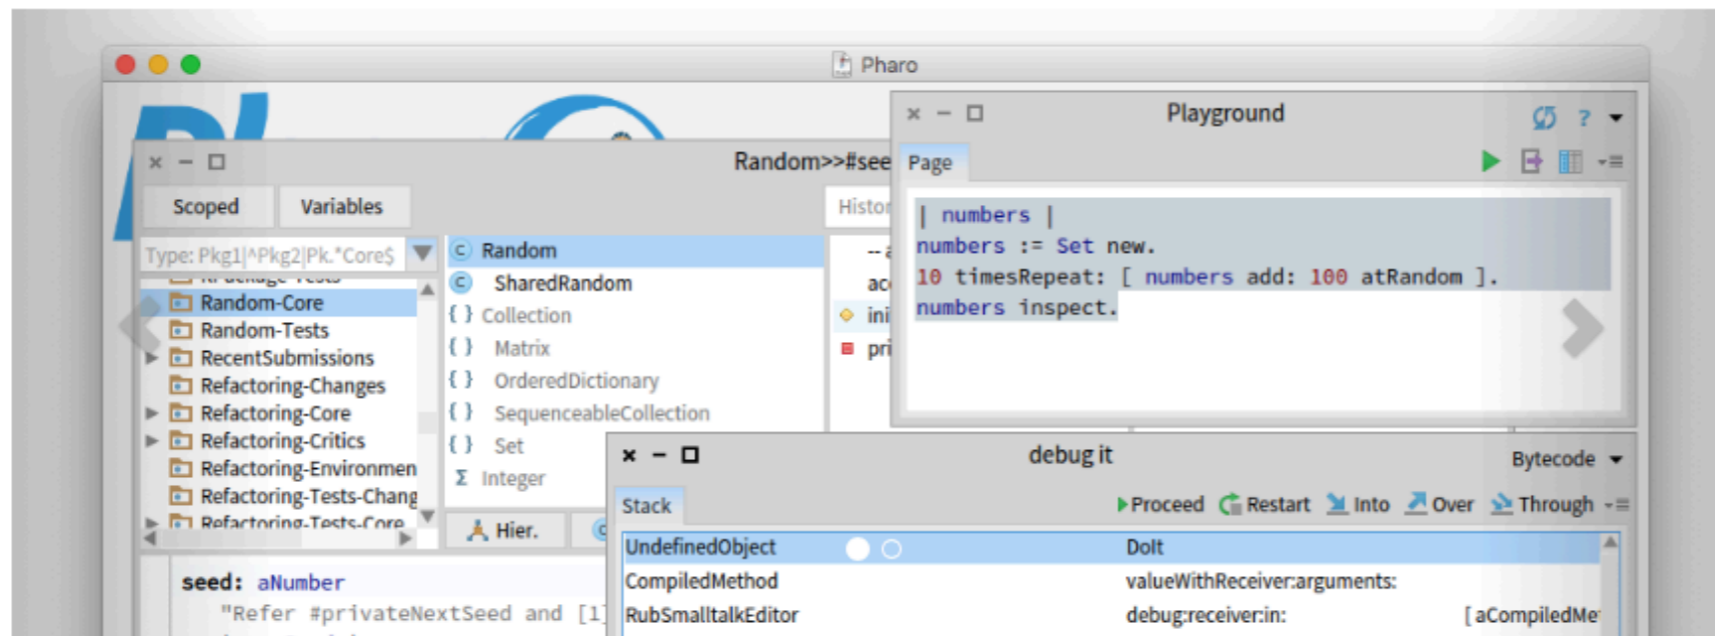 Pharo
Playground
?
Page
| numbers |
numbers := Set new.
10 timesRepeat: [ numbers add: 100 atRandom ].
numbers inspect.
Random>>#see
Scoped
Variables
Histor
Type: Pkg1|^Pkg2|Pk.*Core$
Random-Core
Random-Tests
RecentSubmissions
Refactoring-Changes
Refactoring-Core
Refactoring-Critics
Refactoring-Environmen
Refactoring-Tests-Chang
Refactoring-Tests-Core
C Random
C SharedRandom
{ } Collection
{ } Matrix
{ } OrderedDictionary
{ } SequenceableCollection
{ } Set
Σ Integer
-- a
acc
ini
pri
Hier.
seed: aNumber
"Refer #privateNextSeed and [1]
debug it
Bytecode
Stack
Proceed Restart Into Over Through
UndefinedObject DoIt
CompiledMethod valueWithReceiver:arguments:
RubSmalltalkEditor debug:receiver:in: [ aCompiledMe